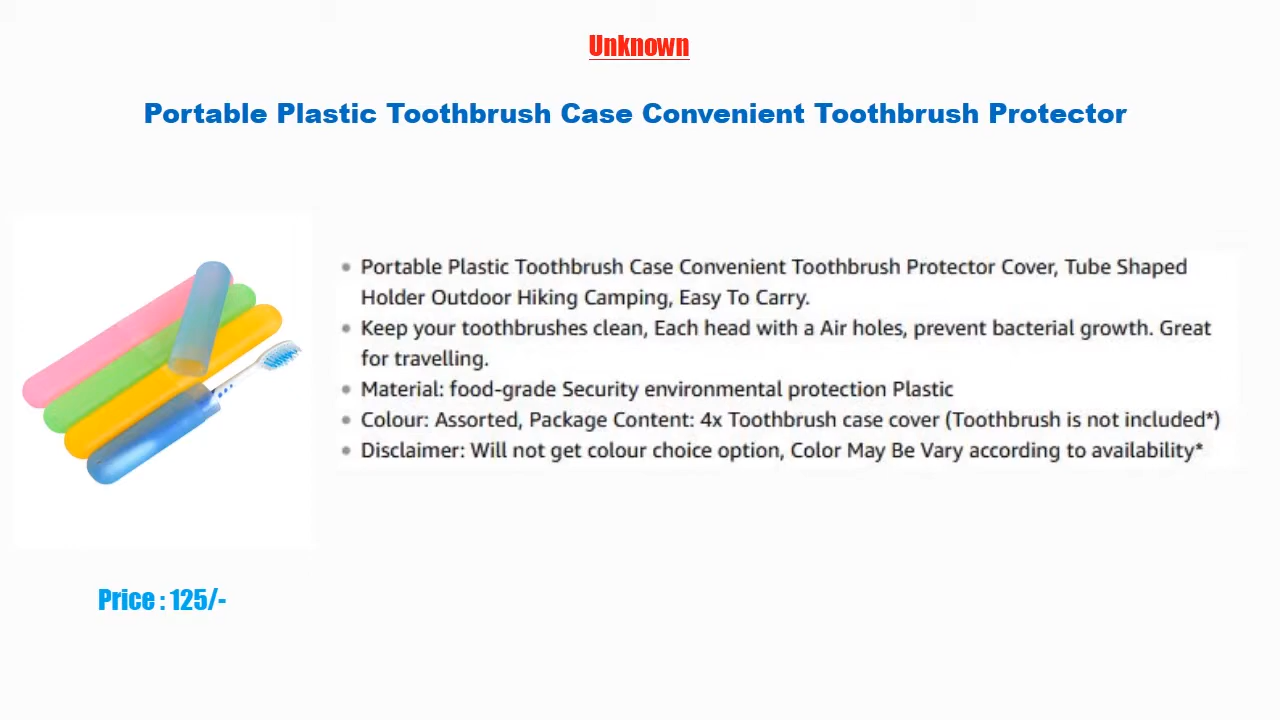 Unknown
Portable Plastic Toothbrush Case Convenient Toothbrush Protector
Portable Plastic Toothbrush Case Convenient Toothbrush Protector Cover, Tube Shaped
Holder Outdoor Hiking Camping, Easy To Carry.
Keep your toothbrushes clean, Each head with a Air holes, prevent bacterial growth. Great
for travelling.
Material: food-grade Security environmental protection Plastic
Colour: Assorted, Package Content: 4x Toothbrush case cover (Toothbrush is not included*)
Disclaimer: Will not get colour choice option, Color May Be Vary according to availability*
Price : 125/-